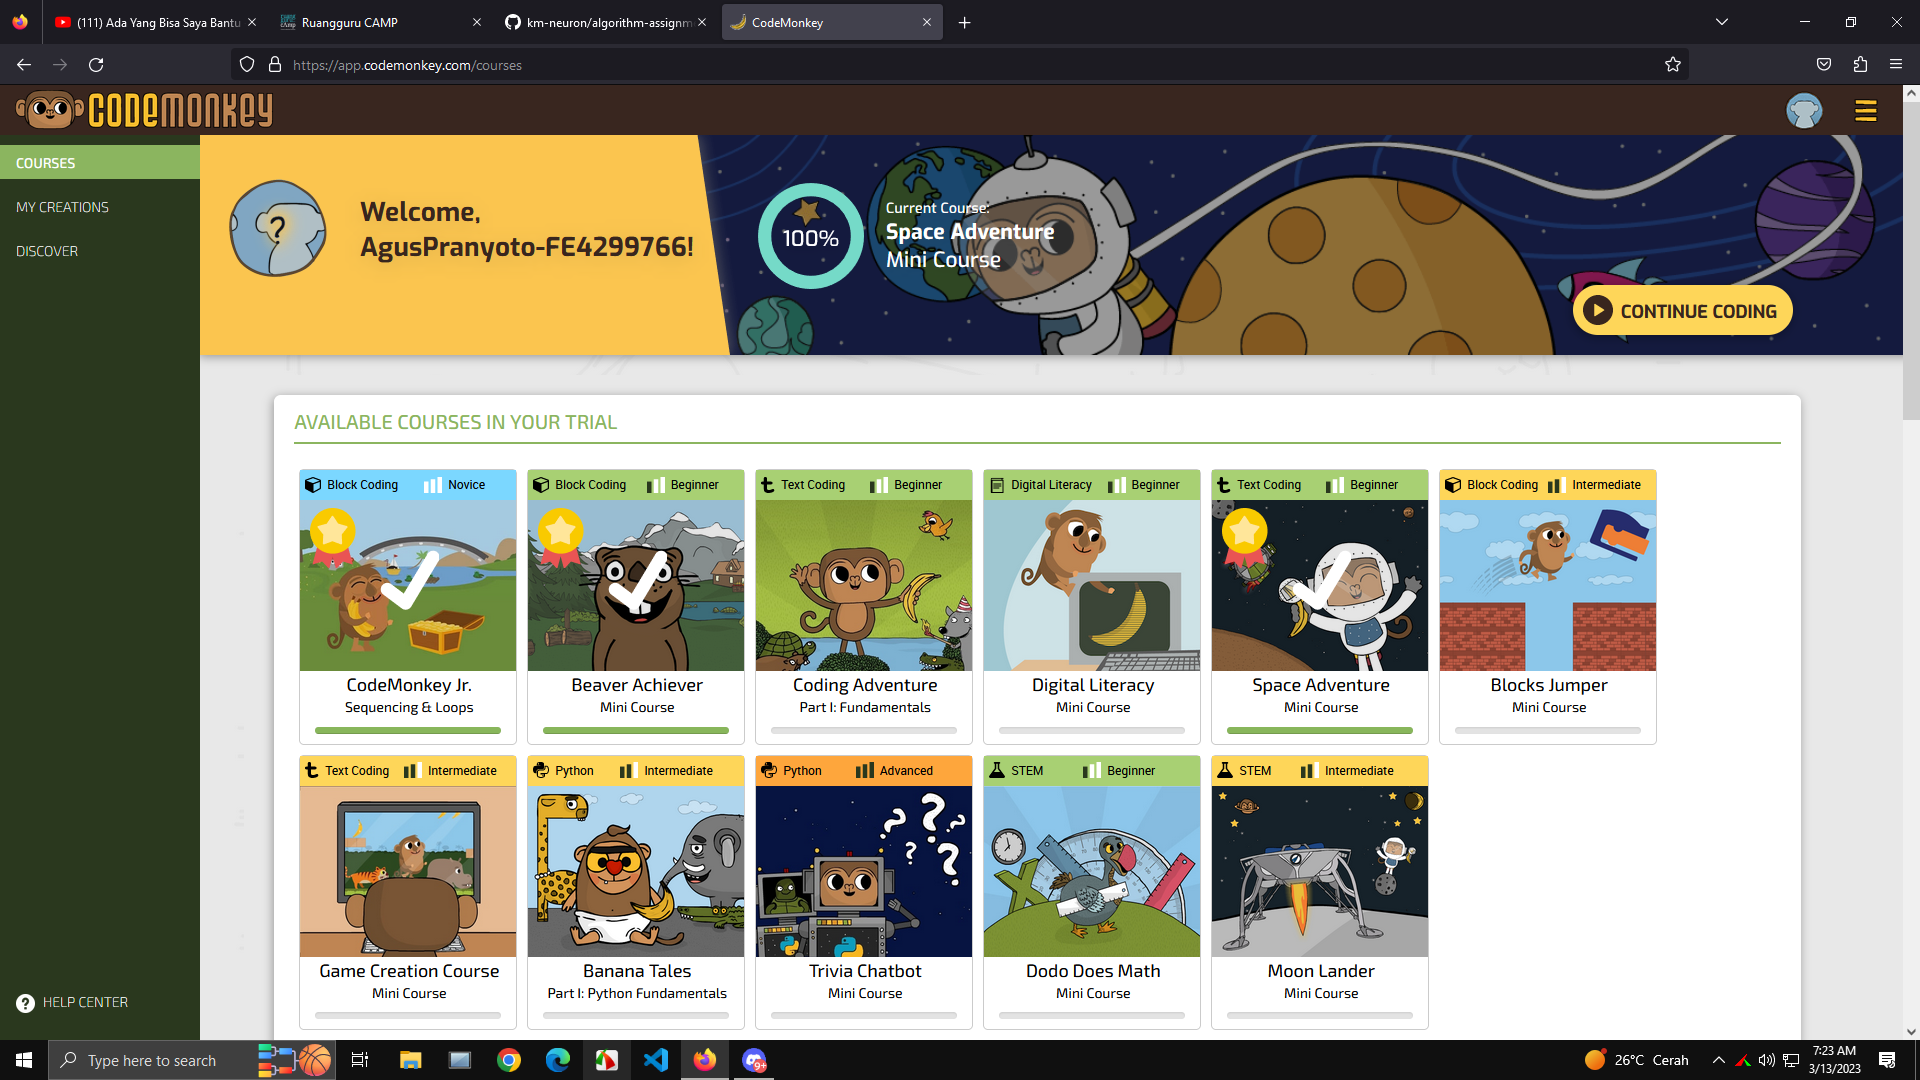 (111) Ada Yang Bisa Saya Bantu
Ruangguru CAMP
km-neuron/algorithm-assignm
CodeMonkey
https://app.codemonkey.com/courses
CODEMONKEY
COURSES
MY CREATIONS
DISCOVER
HELP CENTER
?
Welcome,
AgusPranyoto-FE4299766!
100%
Current Course:
Space Adventure
Mini Course
CONTINUE CODING
AVAILABLE COURSES IN YOUR TRIAL
Block Coding Novice
CodeMonkey Jr.
Sequencing & Loops
Block Coding Beginner
Beaver Achiever
Mini Course
Text Coding Beginner
Coding Adventure
Part I: Fundamentals
Digital Literacy Beginner
Digital Literacy
Mini Course
Text Coding Beginner
Space Adventure
Mini Course
Block Coding Intermediate
Blocks Jumper
Mini Course
Text Coding Intermediate
Game Creation Course
Mini Course
Python Intermediate
Banana Tales
Part I: Python Fundamentals
Python Advanced
? ? ? ? ?
Trivia Chatbot
Mini Course
STEM Beginner
Dodo Does Math
Mini Course
STEM Intermediate
Moon Lander
Mini Course
Type here to search
9+
26°C Cerah
7:23 AM
3/13/2023